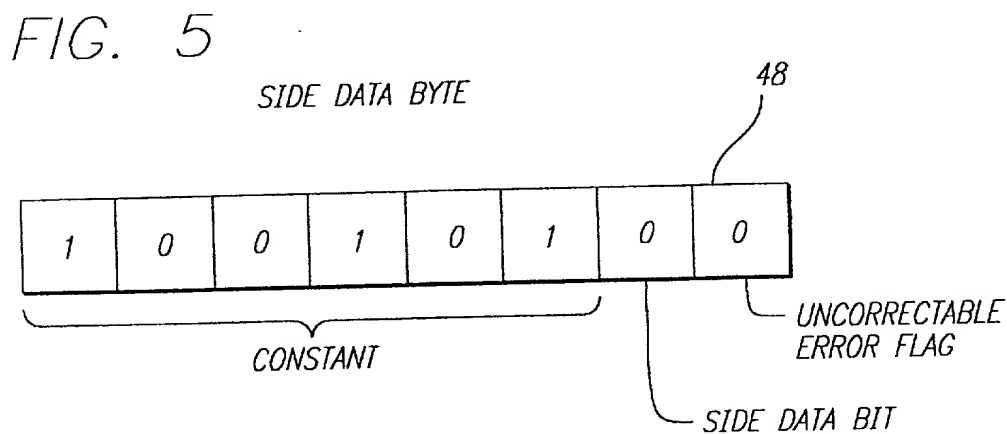 FIG. 5
SIDE DATA BYTE
48
1 0 0 1 0 1 0 0
CONSTANT
UNCORRECTABLE
ERROR FLAG
SIDE DATA BIT